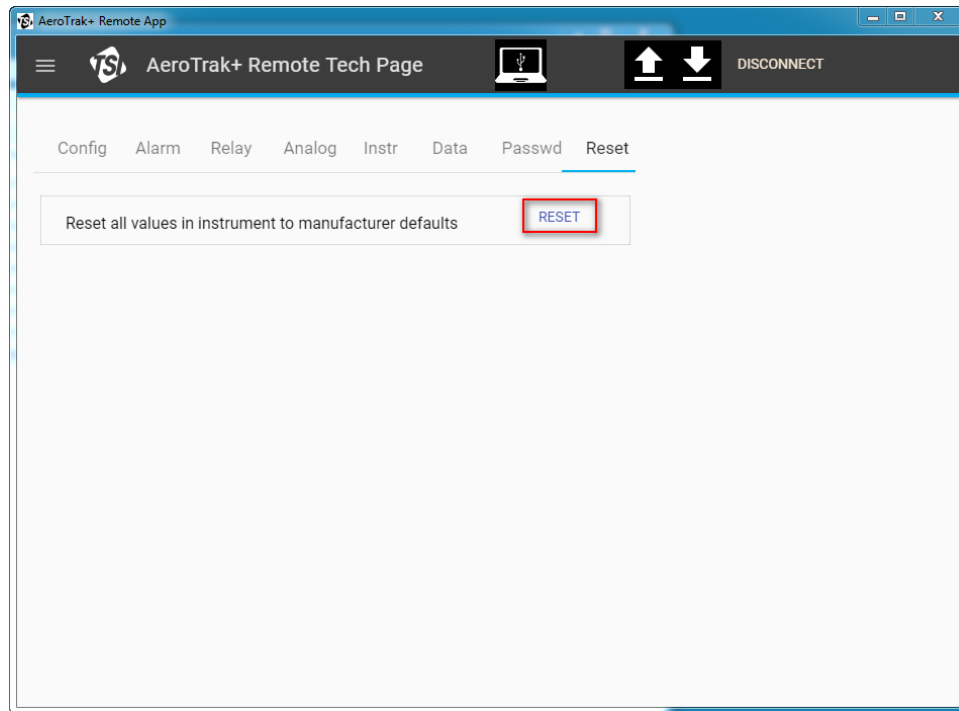 AeroTrak+ Remote App
TSI AeroTrak+ Remote Tech Page DISCONNECT
Config Alarm Relay Analog Instr Data Passwd Reset
Reset all values in instrument to manufacturer defaults RESET